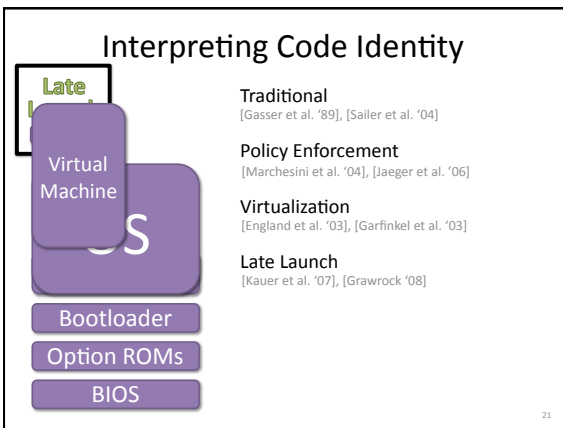 Interpreting Code Identity
Late
Virtual
Machine
OS
Bootloader
Option ROMs
BIOS
Traditional
[Gasser et al. ‘89], [Sailer et al. ‘04]
Policy Enforcement
[Marchesini et al. ‘04], [Jaeger et al. ’06]
Virtualization
[England et al. ‘03], [Garfinkel et al. ‘03]
Late Launch
[Kauer et al. ‘07], [Grawrock ‘08]
21